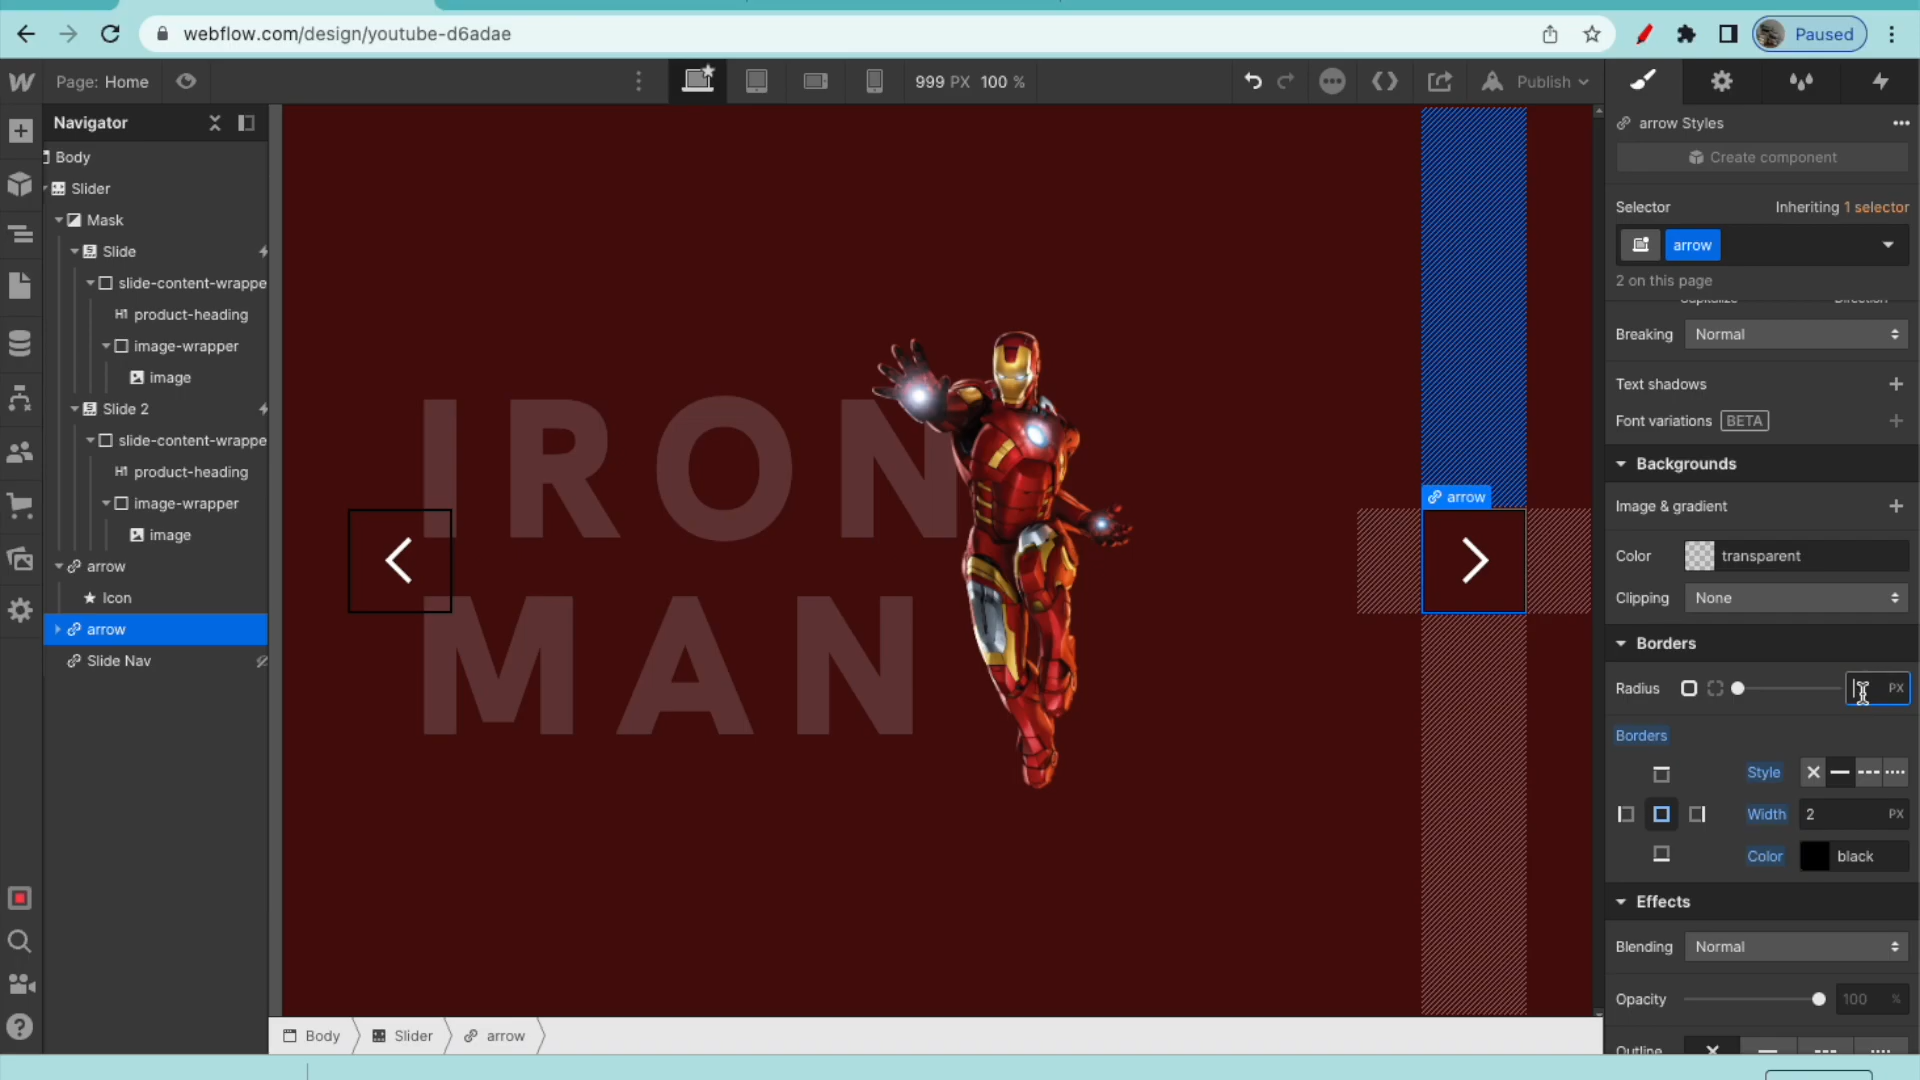 webflow.com/design/youtube-d6adae
Paused
Page: Home
999 PX 100 %
Publish
Navigator
Body
Slider
Mask
Slide
slide-content-wrappe
product-heading
image-wrapper
image
Slide 2
slide-content-wrappe
product-heading
image-wrapper
image
arrow
Icon
arrow
Slide Nav
IRON
MAN
arrow
arrow Styles
Create component
Selector
Inheriting 1 selector
arrow
2 on this page
Capitalize
Direction
Breaking
Normal
Text shadows
Font variations BETA
Backgrounds
Image & gradient
Color
transparent
Clipping
None
Borders
Radius
PX
Borders
Style
Width
2 PX
Color
black
Effects
Blending
Normal
Opacity
100 %
Outline
Body
Slider
arrow